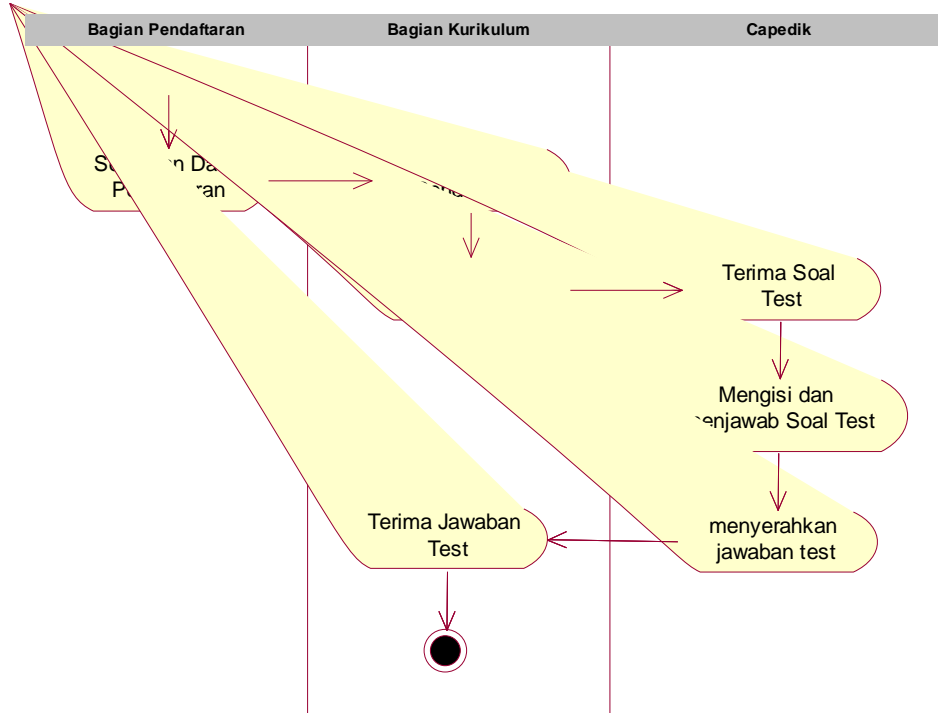 Bagian Pendaftaran
Bagian Kurikulum
Capedik
Terima Soal
Test
Mengisi dan
Soal Test
menyerahkan
jawaban test
Terima Jawaban
Test